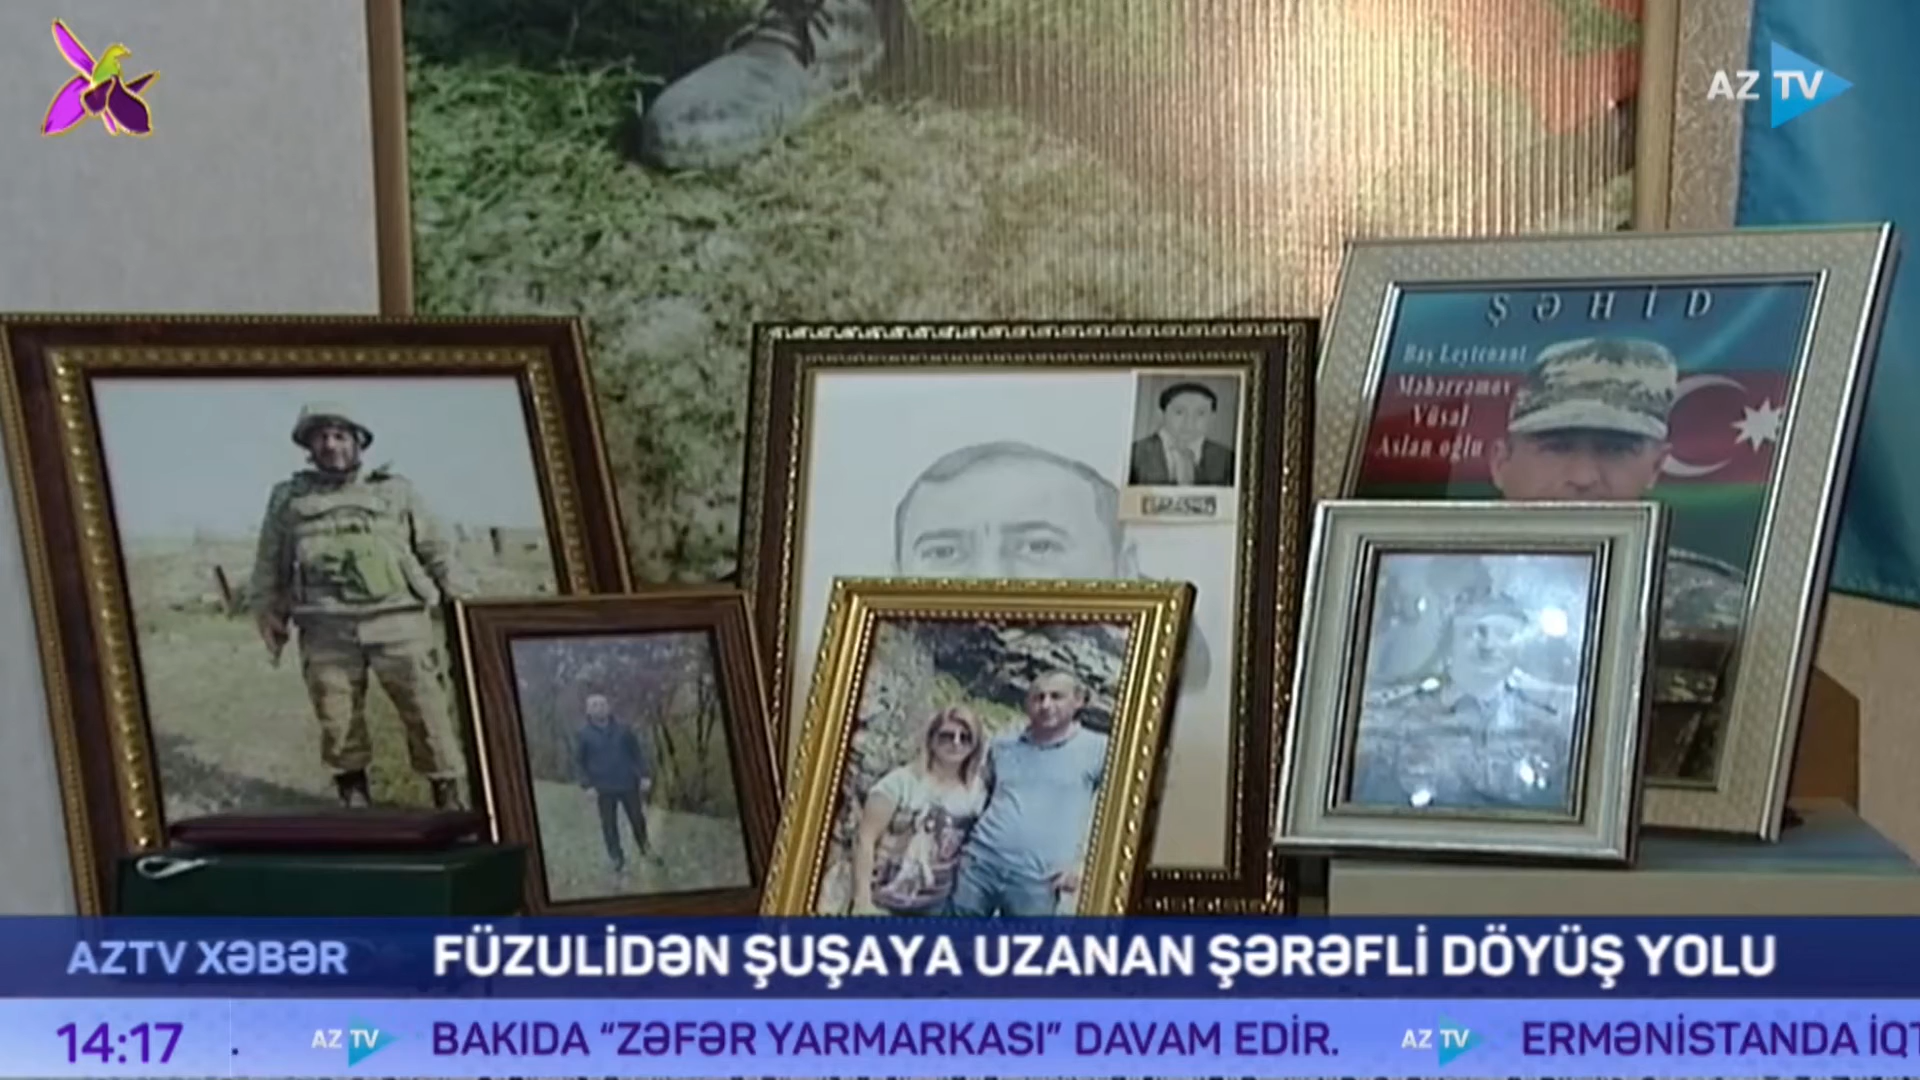 AZ TV
ŞƏHİD
Baş Leytenant
Məhərrəmov
Vüsal
Aslan oğlu
AZTV XƏBƏR
FÜZULİDƏN ŞUŞAYA UZANAN ŞƏRƏFLİ DÖYÜŞ YOLU
14:17
. AZ TV BAKIDA “ZƏFƏR YARMARKASI” DAVAM EDİR. AZ TV ERMƏNİSTANDA İQT